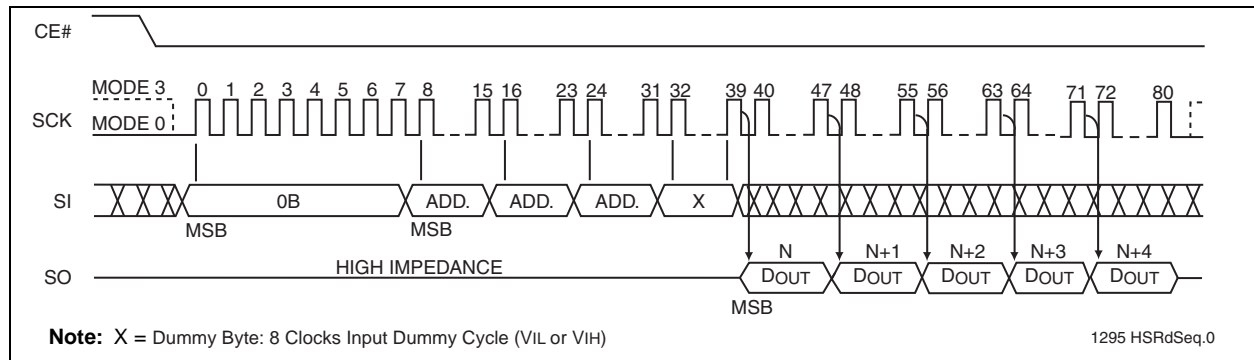 CE#
MODE 3
0 1 2 3 4 5 6 7 8 15 16 23 24 31 32 39 40 47 48 55 56 63 64 71 72 80
SCK
MODE 0
SI
0B ADD. ADD. ADD. X
MSB MSB
N N+1 N+2 N+3 N+4
SO
HIGH IMPEDANCE
DOUT DOUT DOUT DOUT DOUT
MSB
Note: X = Dummy Byte: 8 Clocks Input Dummy Cycle (VIL or VIH)
1295 HSRdSeq.0